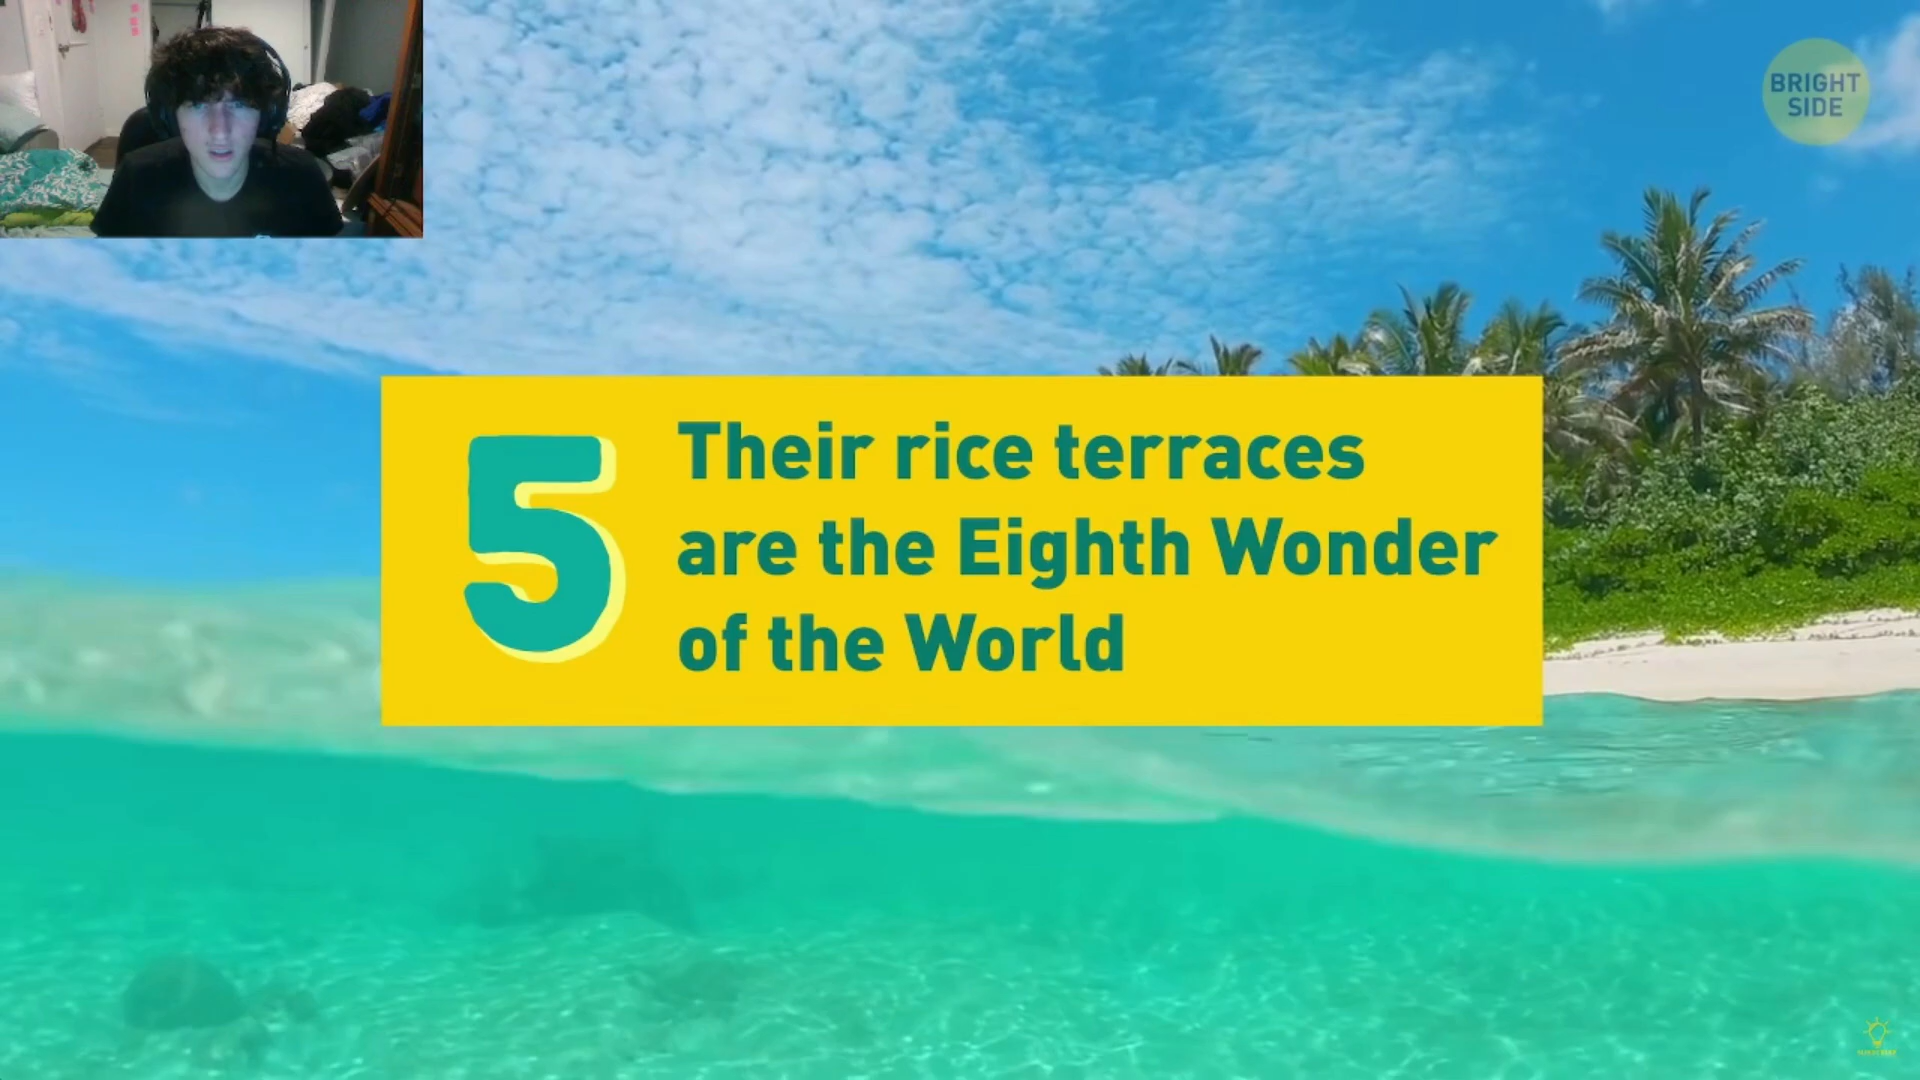 BRIGHT
SIDE
5
Their rice terraces
are the Eighth Wonder
of the World